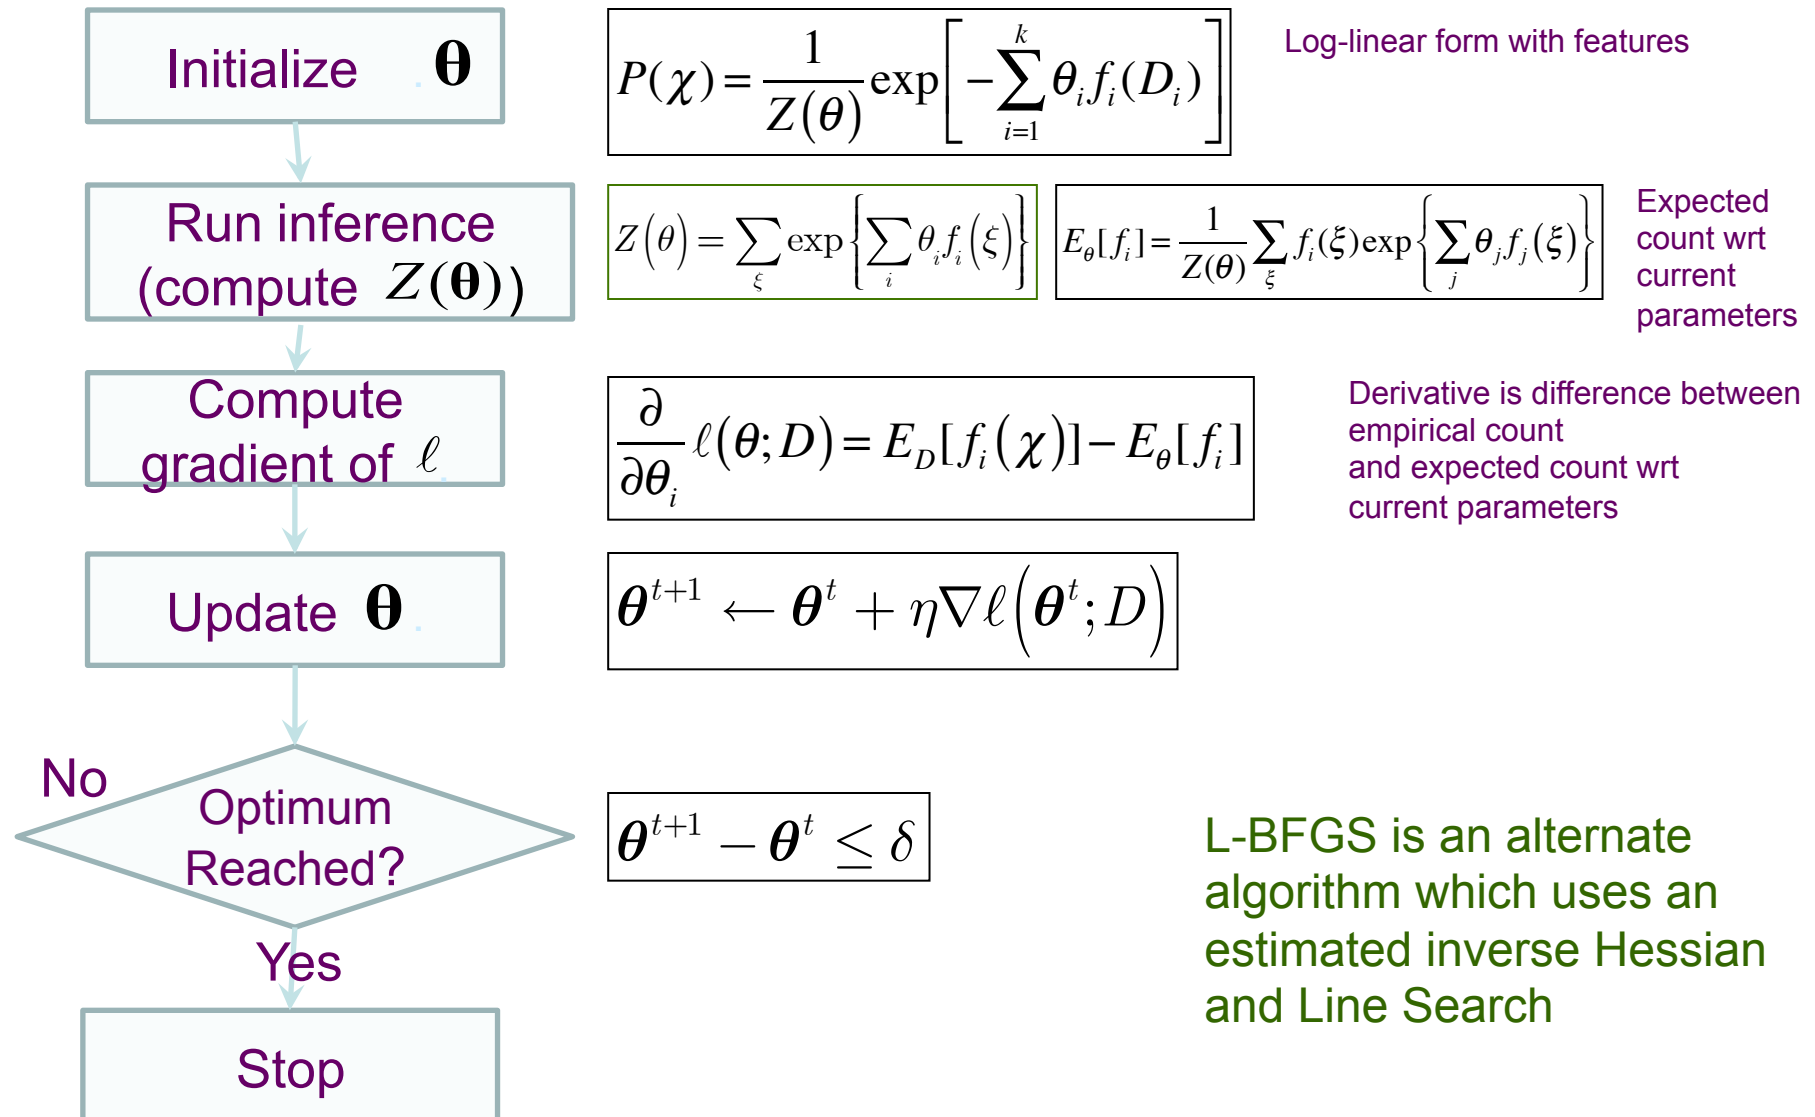 Initialize . θ
P(χ) = 1/Z(θ) exp[−∑_{i=1}^{k} θ_i f_i(D_i)]
Log-linear form with features
Run inference
(compute Z(θ))
Z(θ) = ∑_ξ exp{∑_i θ_i f_i(ξ)}
E_θ[f_i] = 1/Z(θ) ∑_ξ f_i(ξ) exp{∑_j θ_j f_j(ξ)}
Expected
count wrt
current
parameters
Compute
gradient of ℓ .
∂/∂θ_i ℓ(θ; D) = E_D[f_i(χ)] − E_θ[f_i]
Derivative is difference between
empirical count
and expected count wrt
current parameters
Update θ .
θ^{t+1} ← θ^t + η∇ℓ(θ^t; D)
No
Optimum
Reached?
θ^{t+1} − θ^t ≤ δ
Yes
Stop
L-BFGS is an alternate
algorithm which uses an
estimated inverse Hessian
and Line Search